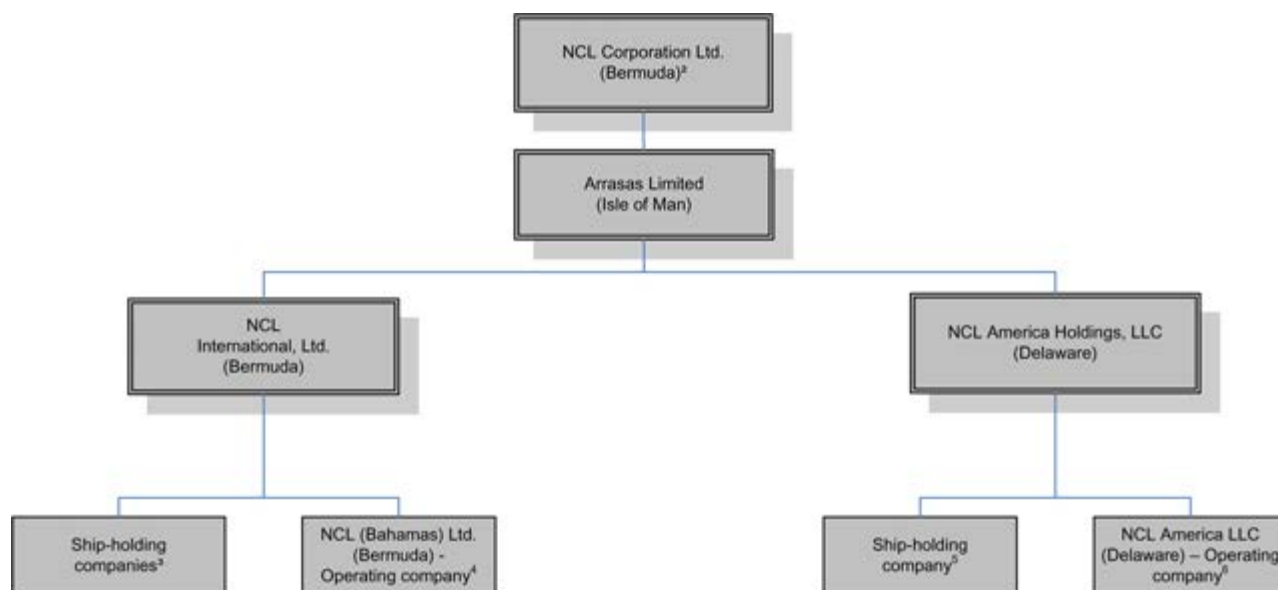 NCL Corporation Ltd.
(Bermuda)²
Arrasas Limited
(Isle of Man)
NCL
International, Ltd.
(Bermuda)
NCL America Holdings, LLC
(Delaware)
Ship-holding
companies³
NCL (Bahamas) Ltd.
(Bermuda) -
Operating company⁴
Ship-holding
company⁵
NCL America LLC
(Delaware) – Operating
company⁶